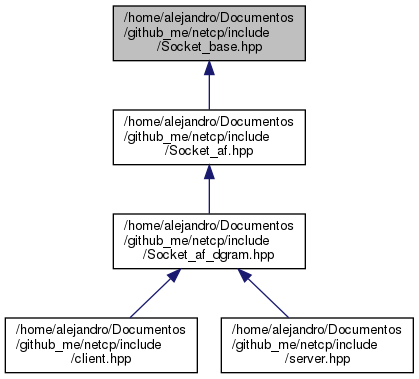 /home/alejandro/Documentos
/github_me/netcp/include
/Socket_base.hpp
/home/alejandro/Documentos
/github_me/netcp/include
/Socket_af.hpp
/home/alejandro/Documentos
/github_me/netcp/include
/Socket_af_dgram.hpp
/home/alejandro/Documentos
/github_me/netcp/include
/client.hpp
/home/alejandro/Documentos
/github_me/netcp/include
/server.hpp